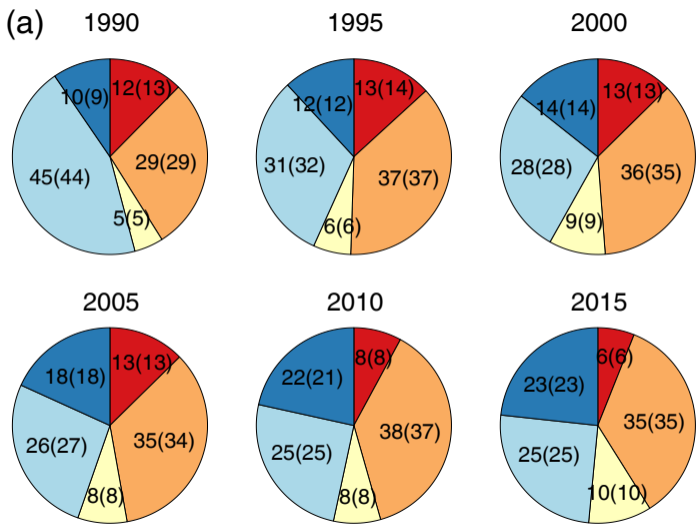 (a) 1990 1995 2000
10(9) 12(13) 12(12) 13(14) 14(14) 13(13)
45(44) 29(29) 31(32) 37(37) 28(28) 36(35)
5(5) 6(6) 9(9)
2005 2010 2015
18(18) 13(13) 22(21) 8(8) 23(23) 6(6)
26(27) 35(34) 25(25) 38(37) 25(25) 35(35)
8(8) 8(8) 10(10)